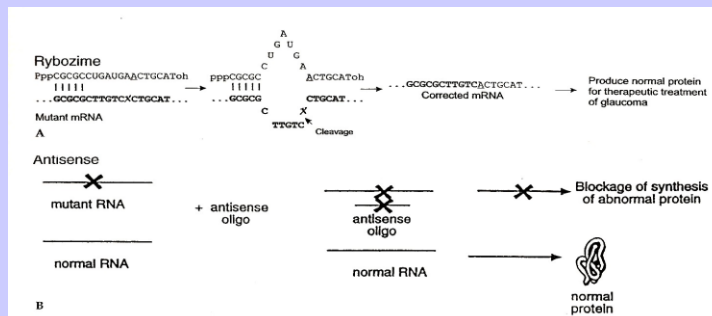 Rybozime
PppCGCGCCUGAUGAACTGCAToh
...GCGCGCTTGTCXCTGCAT...
Mutant mRNA
A
pppCGCGC
C
U
G
U
A
U
G
A
ACTGCAToh
...GCGCG
C
TTGTC
X
CTGCAT...
Cleavage
...GCGCGCTTGTCACTGCAT...
Corrected mRNA
Produce normal protein
for therapeutic treatment
of glaucoma
Antisense
mutant RNA
normal RNA
+ antisense
oligo
antisense
oligo
normal RNA
Blockage of synthesis
of abnormal protein
normal
protein
B